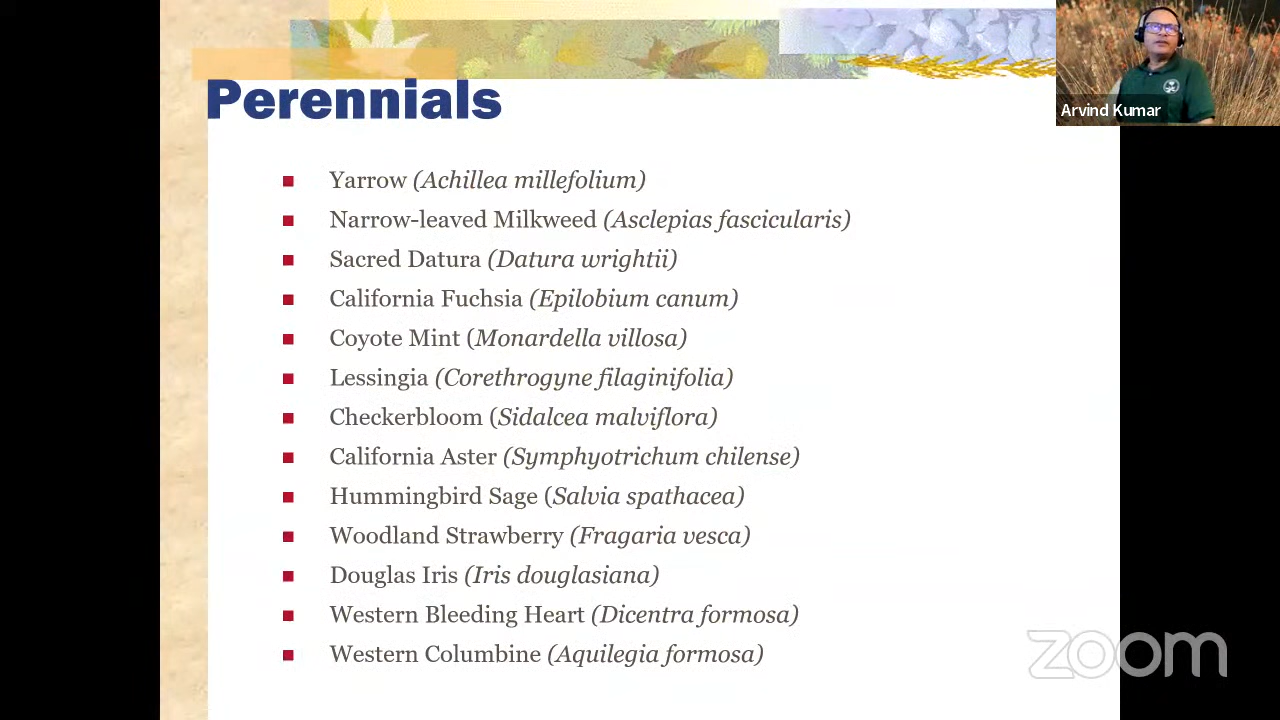 Perennials
Arvind Kumar
Yarrow (Achillea millefolium)
Narrow-leaved Milkweed (Asclepias fascicularis)
Sacred Datura (Datura wrightii)
California Fuchsia (Epilobium canum)
Coyote Mint (Monardella villosa)
Lessingia (Corethrogyne filaginifolia)
Checkerbloom (Sidalcea malviflora)
California Aster (Symphyotrichum chilense)
Hummingbird Sage (Salvia spathacea)
Woodland Strawberry (Fragaria vesca)
Douglas Iris (Iris douglasiana)
Western Bleeding Heart (Dicentra formosa)
Western Columbine (Aquilegia formosa)
zoom